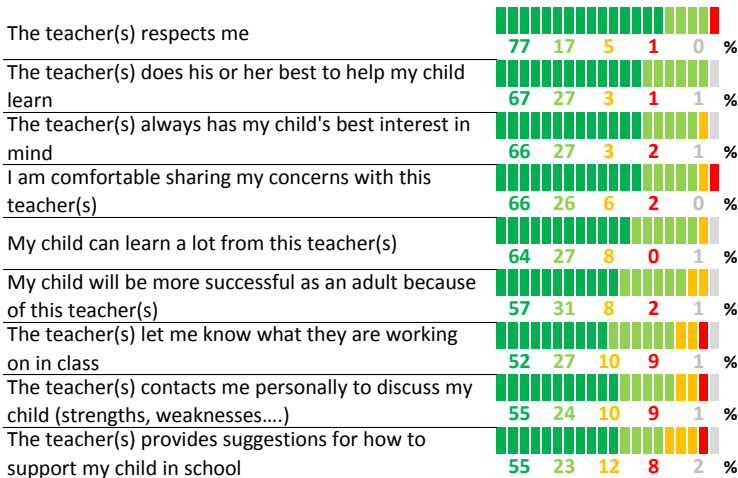 The teacher(s) respects me
77 17 5 1 0 %
The teacher(s) does his or her best to help my child
learn
67 27 3 1 1 %
The teacher(s) always has my child's best interest in
mind
66 27 3 2 1 %
I am comfortable sharing my concerns with this
teacher(s)
66 26 6 2 0 %
My child can learn a lot from this teacher(s)
64 27 8 0 1 %
My child will be more successful as an adult because
of this teacher(s)
57 31 8 2 1 %
The teacher(s) let me know what they are working
on in class
52 27 10 9 1 %
The teacher(s) contacts me personally to discuss my
child (strengths, weaknesses....)
55 24 10 9 1 %
The teacher(s) provides suggestions for how to
support my child in school
55 23 12 8 2 %